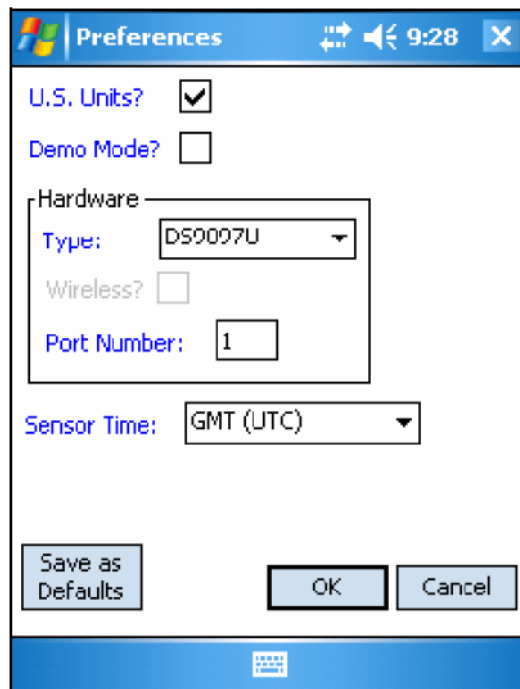 Preferences 9:28
U.S. Units?
Demo Mode?
Hardware
Type: DS9097U
Wireless?
Port Number: 1
Sensor Time: GMT (UTC)
Save as
Defaults
OK Cancel